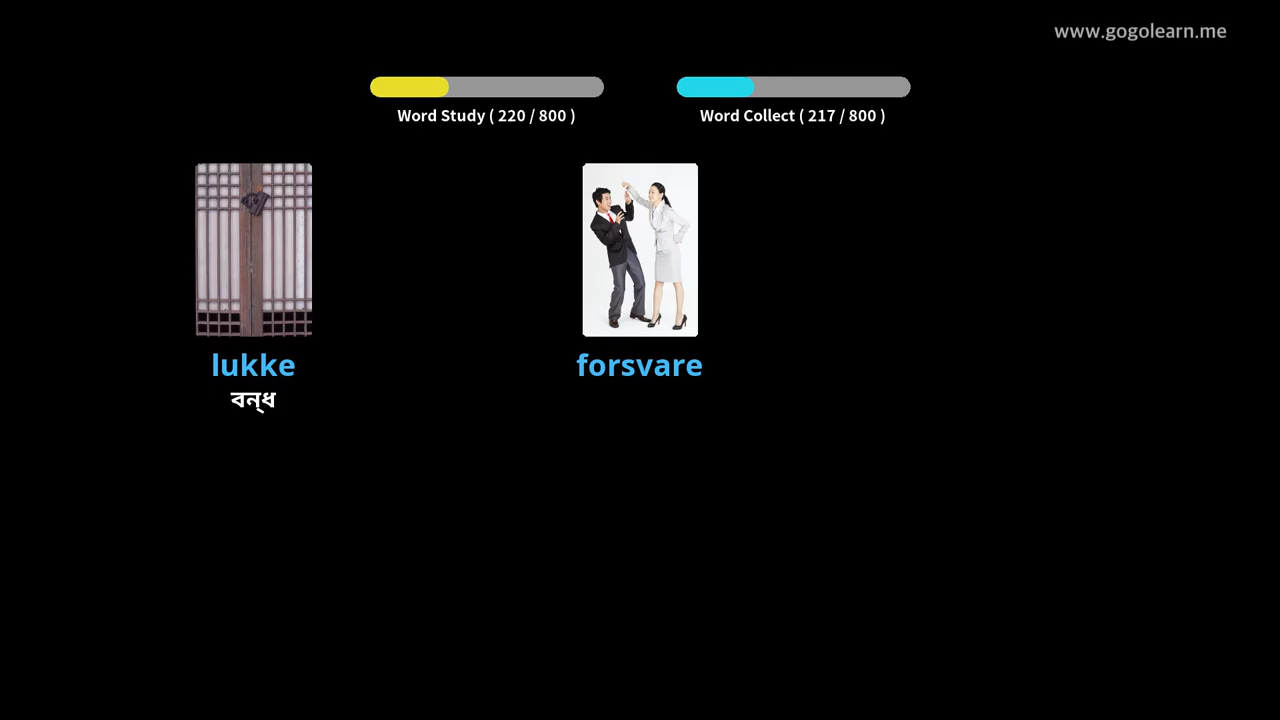 www.gogolearn.me
Word Study ( 220 / 800 )
Word Collect ( 217 / 800 )
lukke
forsvare
বন্ধ